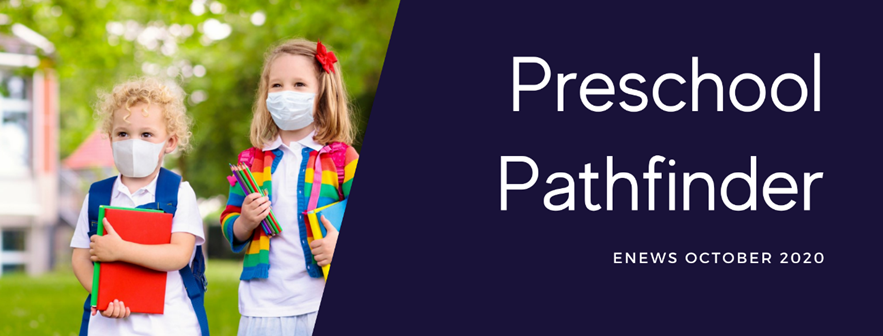 Preschool
Pathfinder
ENEWS OCTOBER 2020